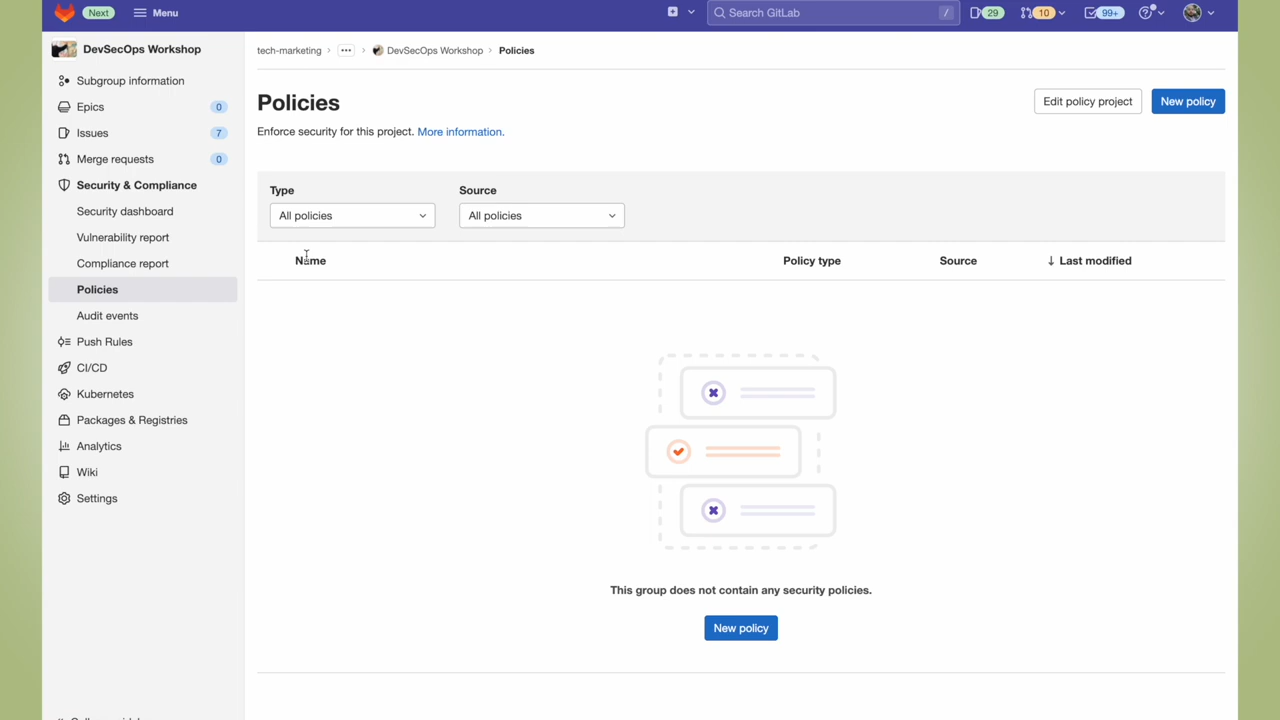 Next
Menu
Search GitLab
/
29
10
99+
DevSecOps Workshop
tech-marketing › ••• › DevSecOps Workshop › Policies
Subgroup information
Epics 0
Issues 7
Merge requests 0
Security & Compliance
Security dashboard
Vulnerability report
Compliance report
Policies
Audit events
Push Rules
CI/CD
Kubernetes
Packages & Registries
Analytics
Wiki
Settings
Policies
Edit policy project
New policy
Enforce security for this project. More information.
Type
Source
All policies
All policies
Name
Policy type
Source
↓ Last modified
This group does not contain any security policies.
New policy